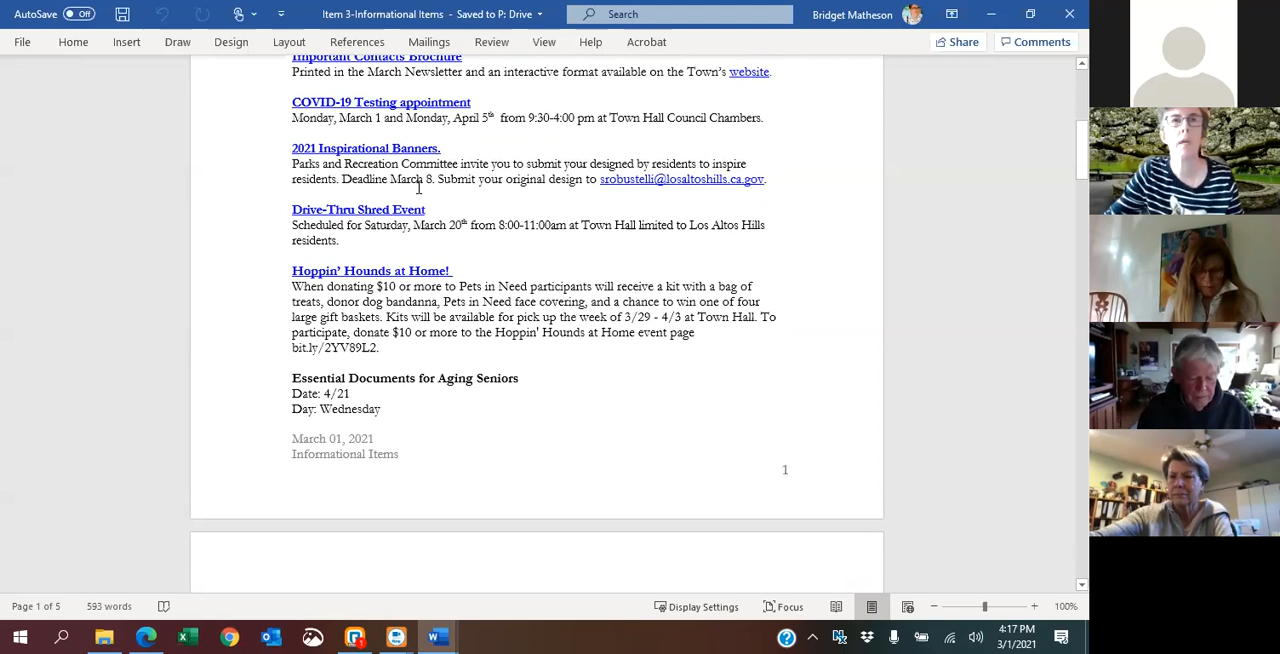 AutoSave Off Item 3-Informational Items - Saved to P: Drive Search Bridget Matheson
File Home Insert Draw Design Layout References Mailings Review View Help Acrobat Share Comments
Important Contacts Brochure
Printed in the March Newsletter and an interactive format available on the Town's website.
COVID-19 Testing appointment
Monday, March 1 and Monday, April 5th from 9:30-4:00 pm at Town Hall Council Chambers.
2021 Inspirational Banners.
Parks and Recreation Committee invite you to submit your designed by residents to inspire
residents. Deadline March 8. Submit your original design to srobustelli@losaltoshills.ca.gov.
Drive-Thru Shred Event
Scheduled for Saturday, March 20th from 8:00-11:00am at Town Hall limited to Los Altos Hills
residents.
Hoppin' Hounds at Home!
When donating $10 or more to Pets in Need participants will receive a kit with a bag of
treats, donor dog bandanna, Pets in Need face covering, and a chance to win one of four
large gift baskets. Kits will be available for pick up the week of 3/29 - 4/3 at Town Hall. To
participate, donate $10 or more to the Hoppin' Hounds at Home event page
bit.ly/2YV89L2.
Essential Documents for Aging Seniors
Date: 4/21
Day: Wednesday
March 01, 2021
Informational Items
1
Page 1 of 5 593 words Display Settings Focus 100%
4:17 PM
3/1/2021